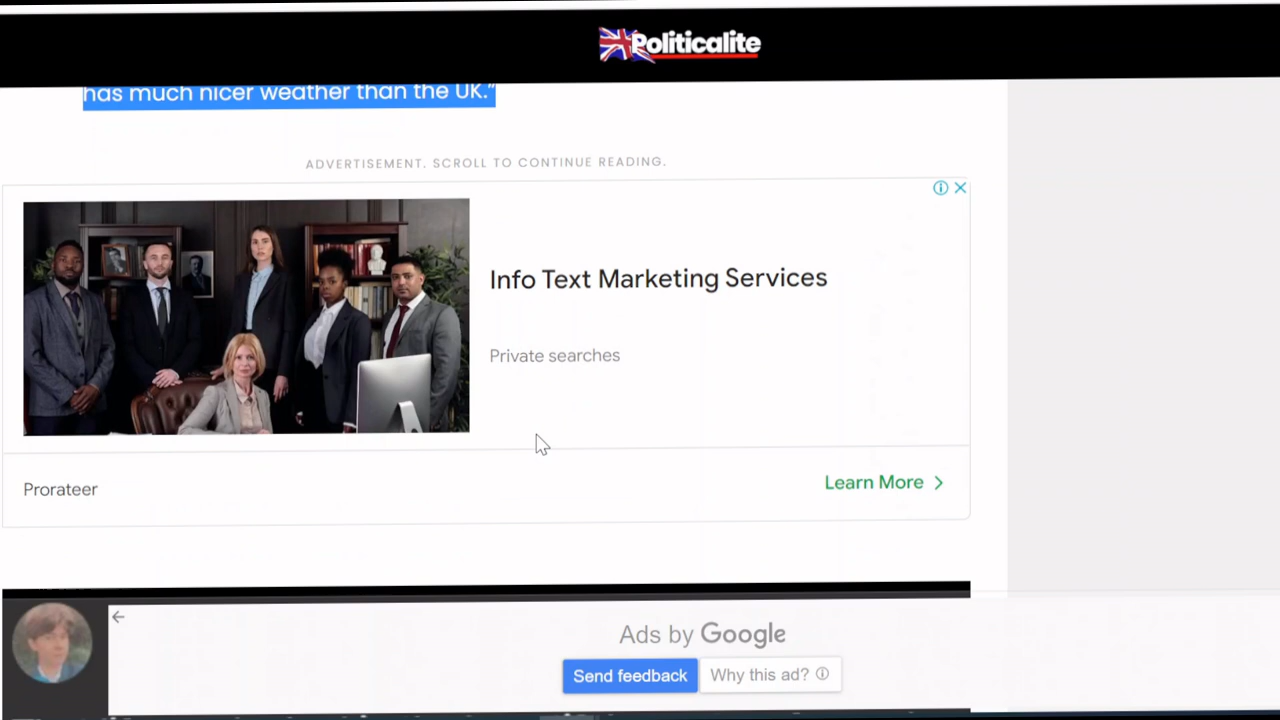 Politicalite
has much nicer weather than the UK.”
ADVERTISEMENT. SCROLL TO CONTINUE READING.
Info Text Marketing Services
Private searches
Prorateer
Learn More
Ads by Google
Send feedback
Why this ad?